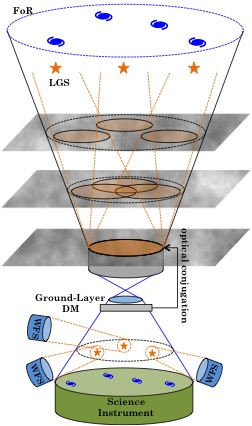 FoR
LGS
optical conjugation
Ground-Layer
DM
WFS
WFS
WFS
Science
Instrument